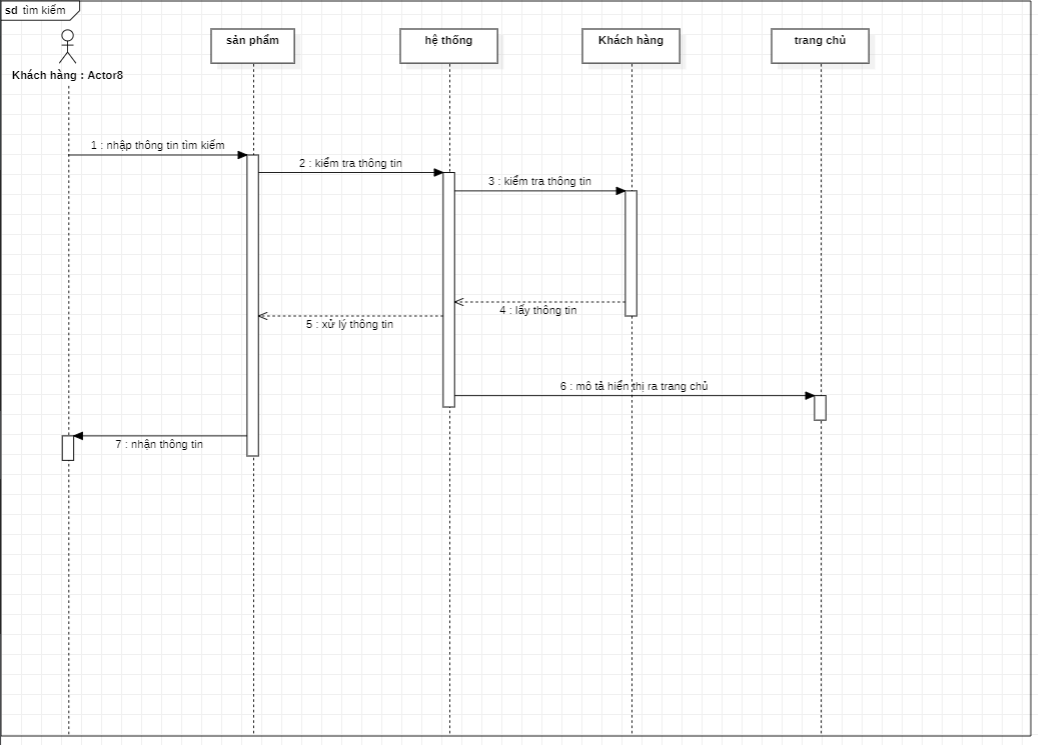 sd tìm kiếm
Khách hàng : Actor8
sản phẩm
hệ thống
Khách hàng
trang chủ
1 : nhập thông tin tìm kiếm
2 : kiểm tra thông tin
3 : kiểm tra thông tin
4 : lấy thông tin
5 : xử lý thông tin
6 : mô tả hiển thị ra trang chủ
7 : nhận thông tin